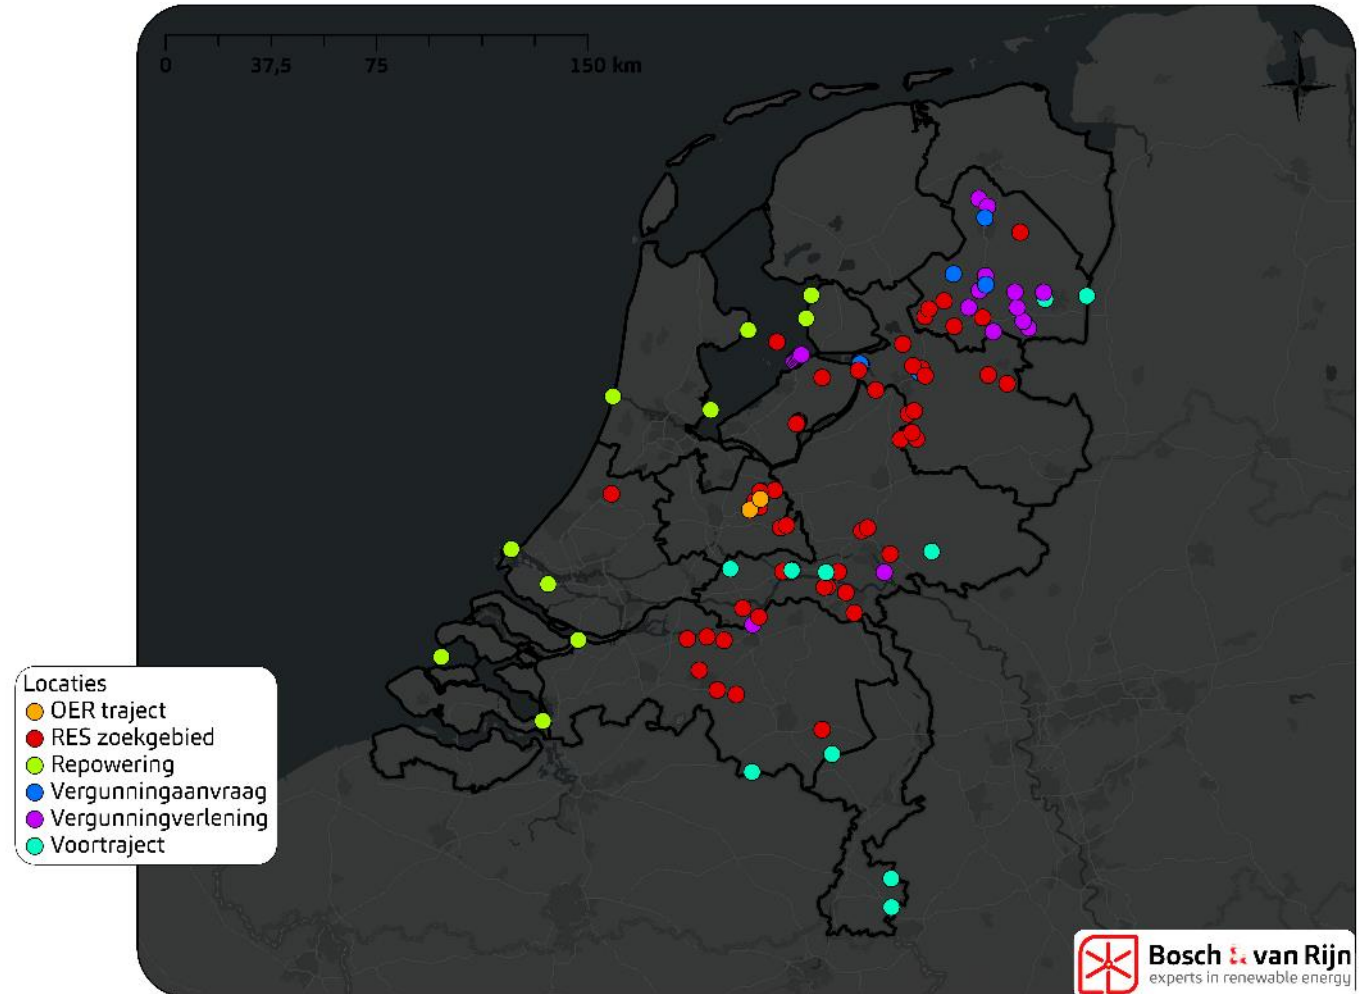 0 37,5 75 150 km
Locaties
OER traject
RES zoekgebied
Repowering
Vergunningaanvraag
Vergunningverlening
Voortraject
Bosch & van Rijn
experts in renewable energy